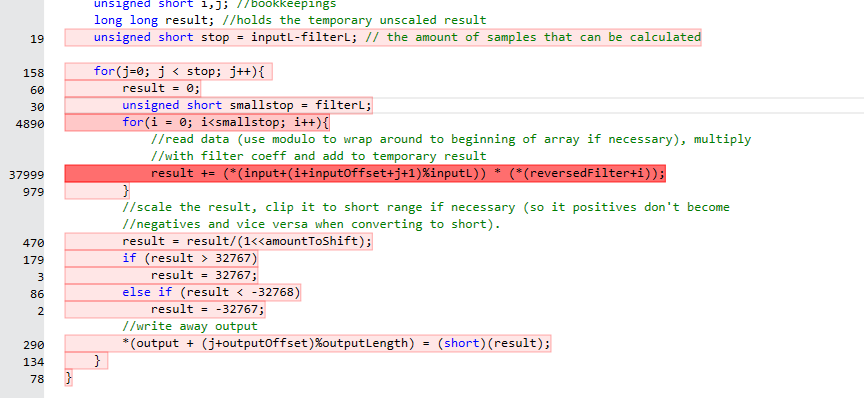 unsigned short i,j; //bookkeepings
long long result; //holds the temporary unscaled result
19 unsigned short stop = inputL-filterL; // the amount of samples that can be calculated
158 for(j=0; j < stop; j++){
60 result = 0;
30 unsigned short smallstop = filterL;
4890 for(i = 0; i<smallstop; i++){
//read data (use modulo to wrap around to beginning of array if necessary), multiply
//with filter coeff and add to temporary result
37999 result += (*(input+(i+inputOffset+j+1)%inputL)) * (*(reversedFilter+i));
979 }
//scale the result, clip it to short range if necessary (so it positives don't become
//negatives and vice versa when converting to short).
470 result = result/(1<<amountToShift);
179 if (result > 32767)
3 result = 32767;
86 else if (result < -32768)
2 result = -32767;
//write away output
290 *(output + (j+outputOffset)%outputLength) = (short)(result);
134 }
78 }